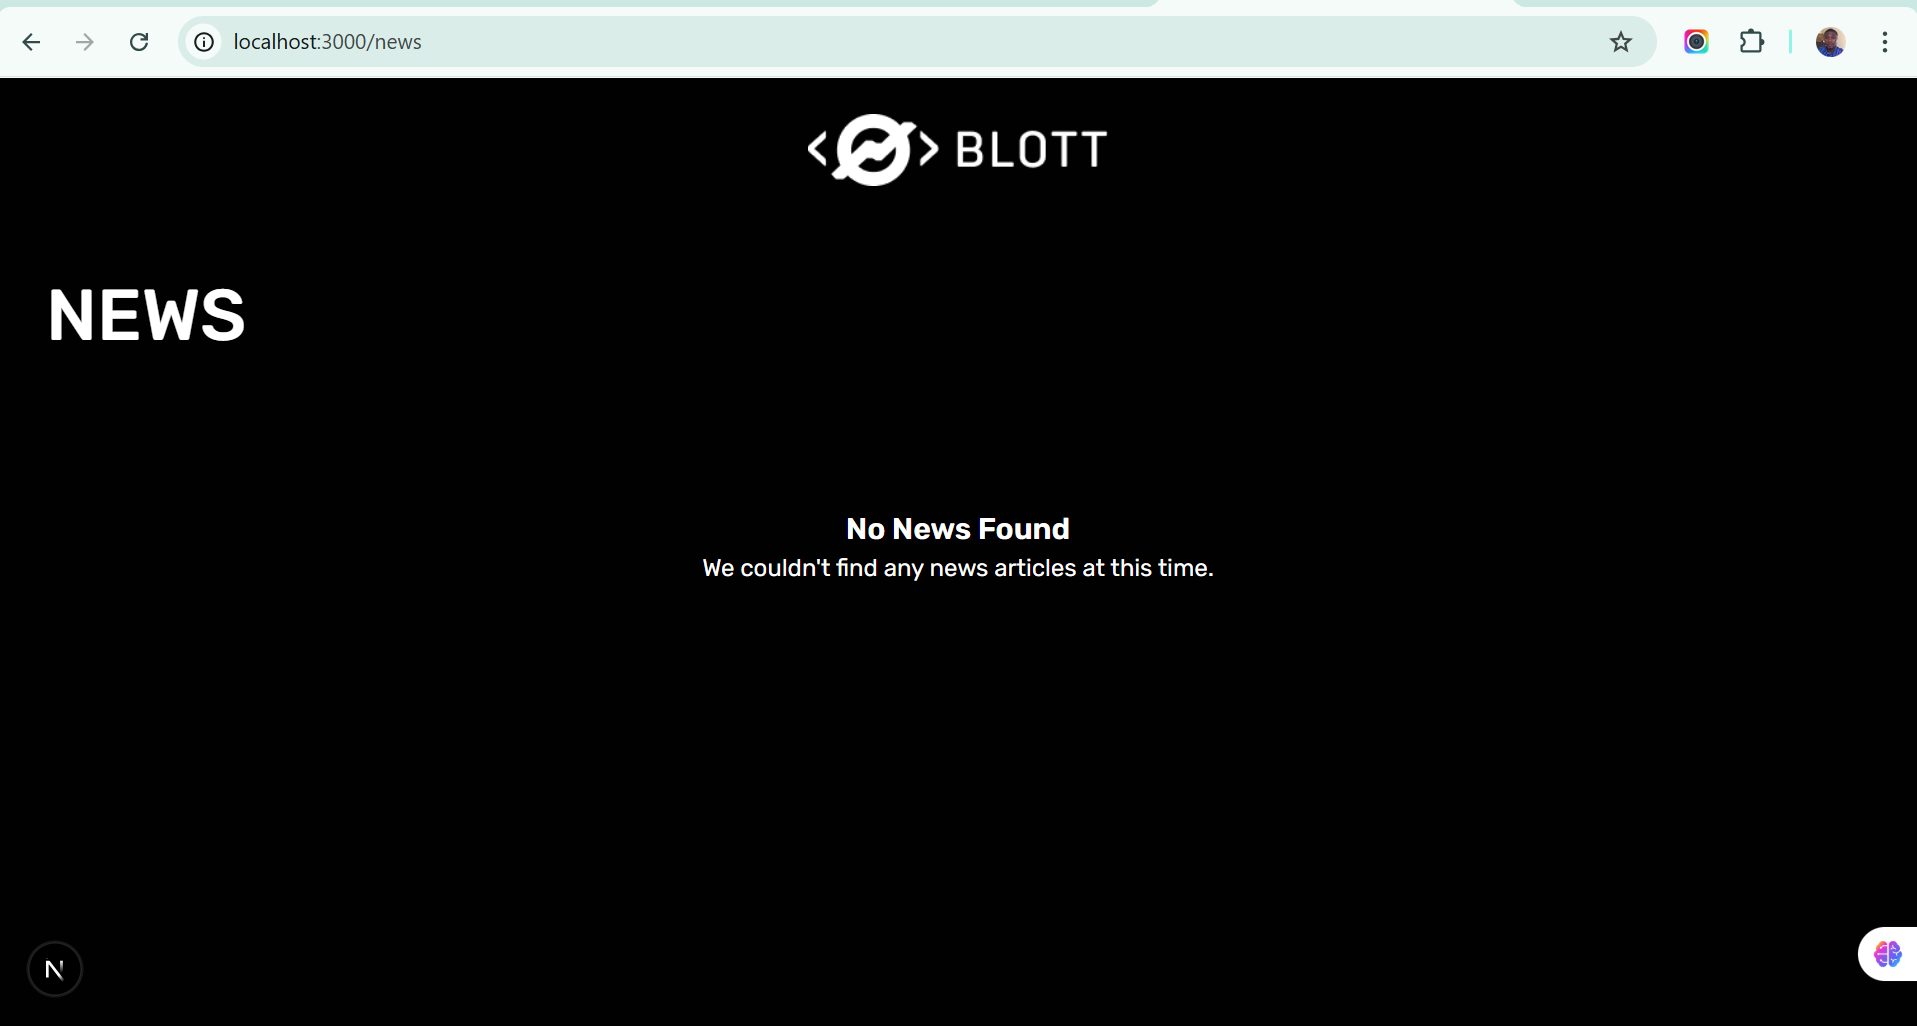 localhost:3000/news
BLOTT
NEWS
No News Found
We couldn't find any news articles at this time.
N